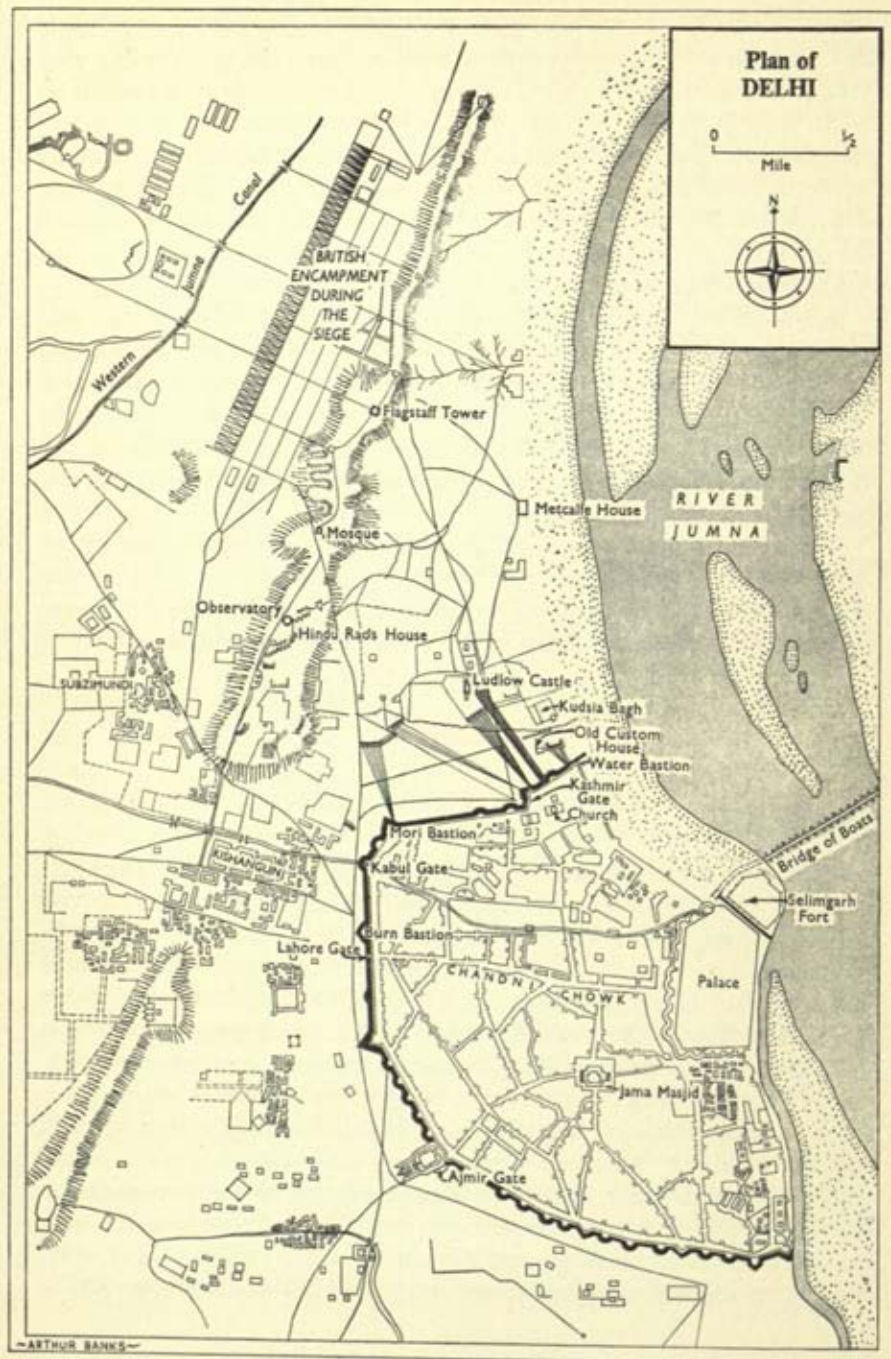 Plan of
DELHI
0 ½
Mile
N
Western Jumna Canal
BRITISH
ENCAMPMENT
DURING
THE
SIEGE
Flagstaff Tower
Metcalfe House
RIVER
JUMNA
Mosque
Observatory
Hindu Rao's House
SUBZIMUNDI
Ludlow Castle
Kudsia Bagh
Old Custom
House
Water Bastion
Kashmir
Gate
Church
Mori Bastion
Bridge of Boats
KISHANGUNJ
Kabul Gate
Selimgarh
Fort
Burn Bastion
Lahore Gate
CHANDNI CHOWK
Palace
Jama Masjid
Ajmir Gate
~ARTHUR BANKS~